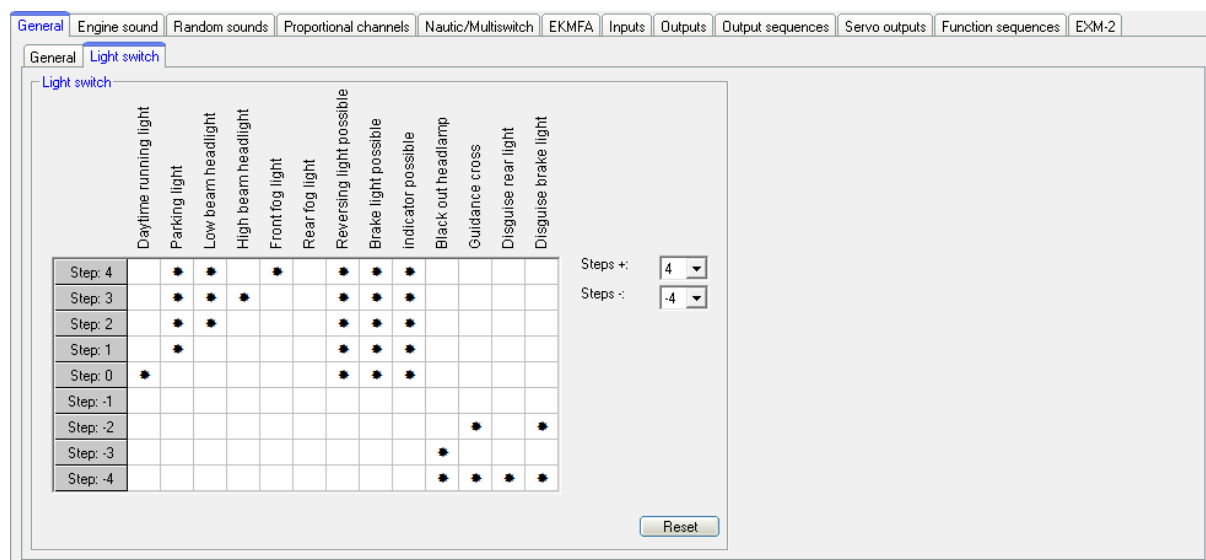 General Engine sound Random sounds Proportional channels Nautic/Multiswitch EKMFA Inputs Outputs Output sequences Servo outputs Function sequences EXM-2
General Light switch
Light switch
Daytime running light
Parking light
Low beam headlight
High beam headlight
Front fog light
Rear fog light
Reversing light possible
Brake light possible
indicator possible
Black out headlamp
Guidance cross
Disguise rear light
Disguise brake light
Step: 4
Step: 3
Step: 2
Step: 1
Step: 0
Step: -1
Step: -2
Step: -3
Step: -4
Steps +: 4
Steps -: -4
Reset